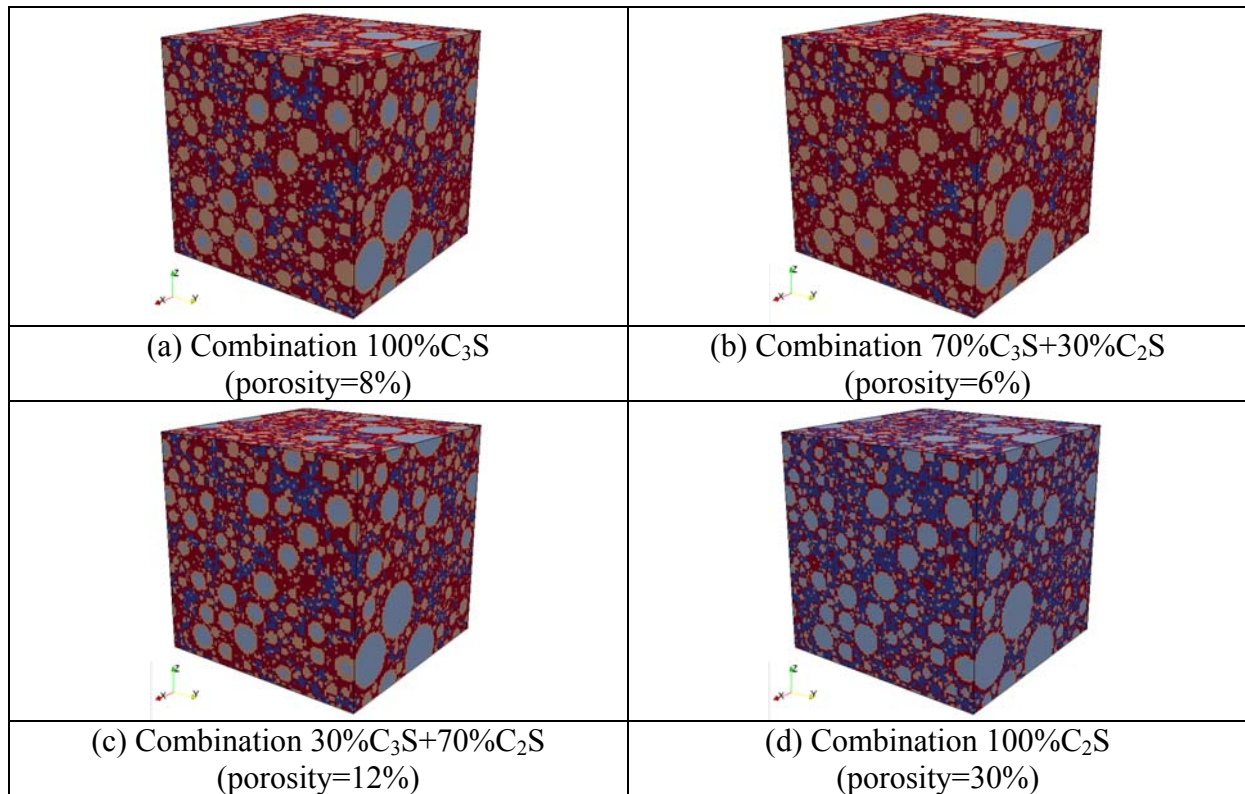 Z
X
Y
Z
X
Y
(a) Combination 100%C₃S
(porosity=8%)
(b) Combination 70%C₃S+30%C₂S
(porosity=6%)
Z
X
Y
Z
X
Y
(c) Combination 30%C₃S+70%C₂S
(porosity=12%)
(d) Combination 100%C₂S
(porosity=30%)